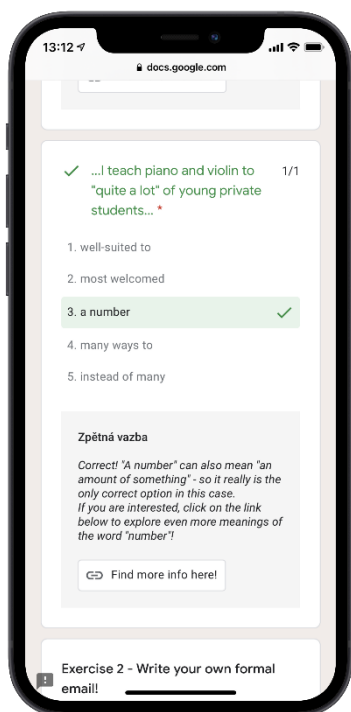 13:12
docs.google.com
...I teach piano and violin to 1/1
"quite a lot" of young private
students... *
1. well-suited to
2. most welcomed
3. a number
4. many ways to
5. instead of many
Zpětná vazba
Correct! "A number" can also mean "an
amount of something" - so it really is the
only correct option in this case.
If you are interested, click on the link
below to explore even more meanings of
the word "number"!
Find more info here!
Exercise 2 - Write your own formal
email!